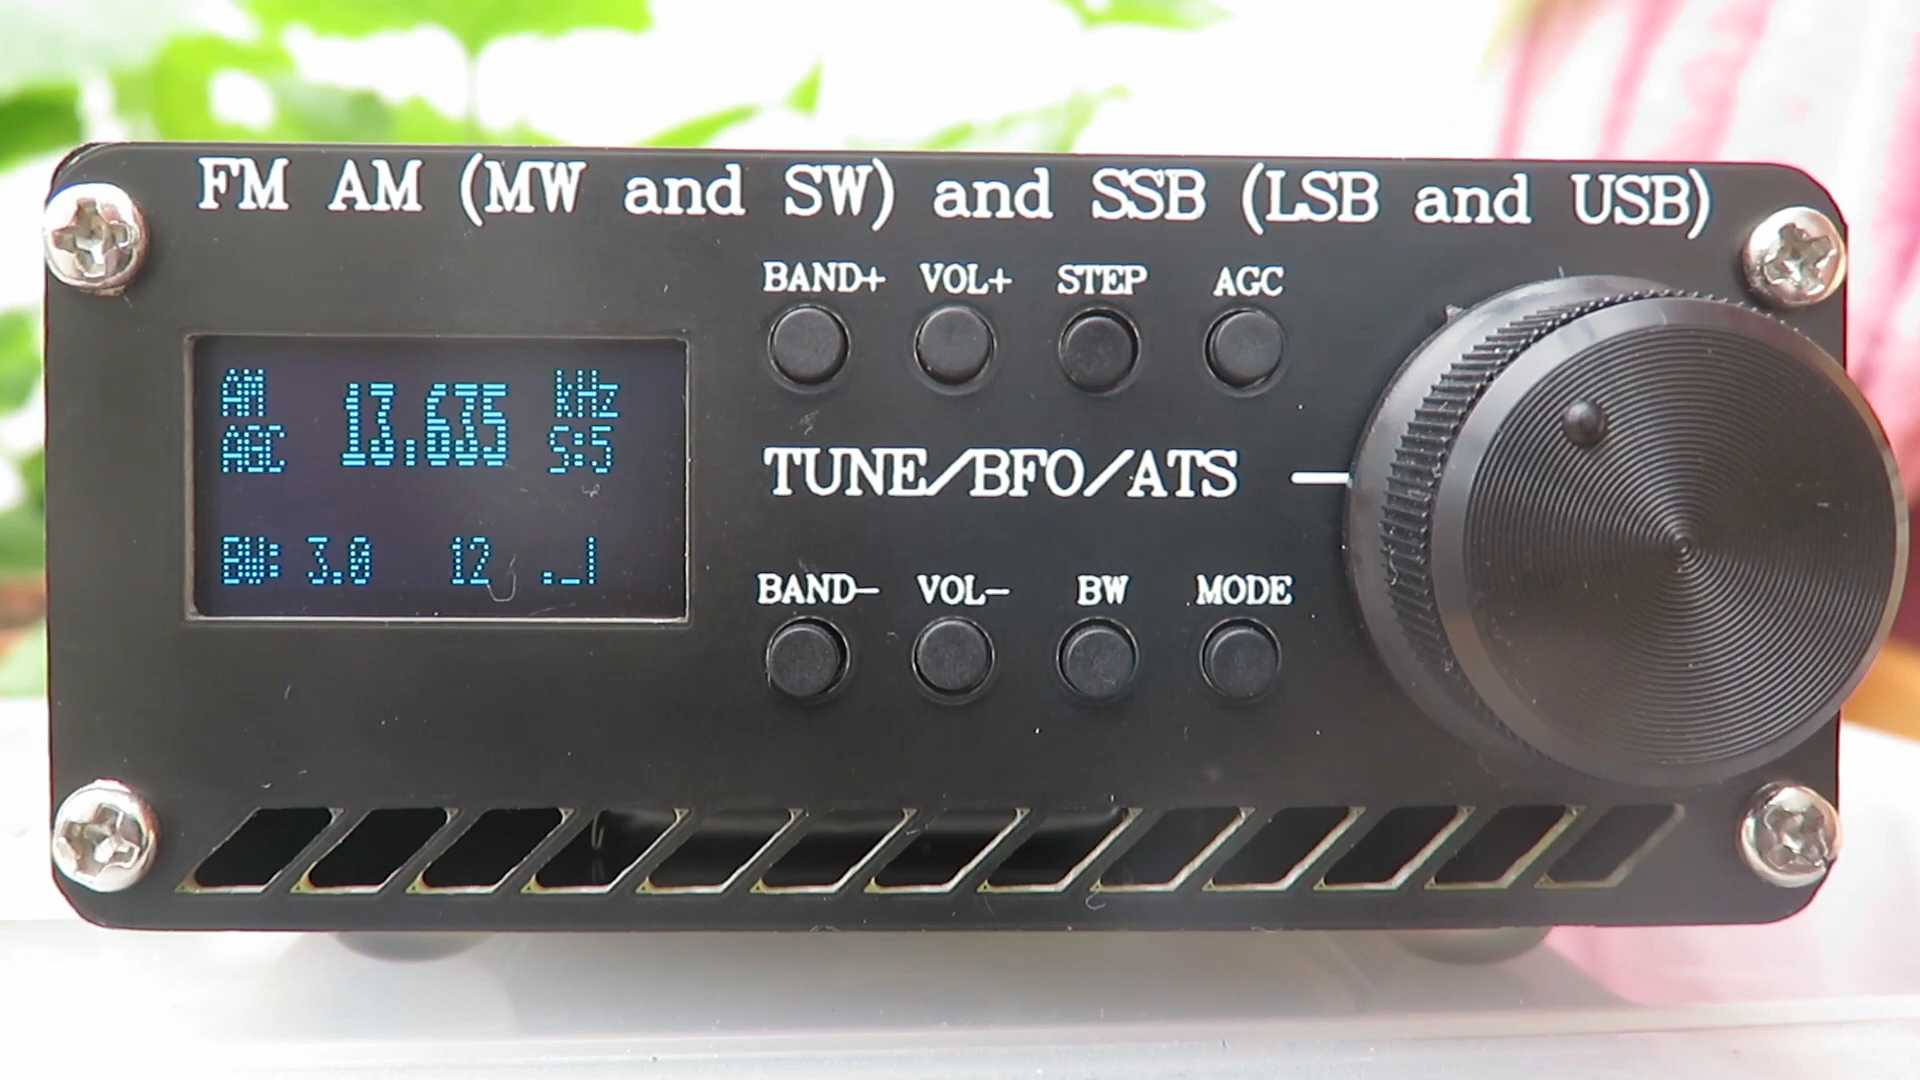 FM AM (MW and SW) and SSB (LSB and USB)
BAND+ VOL+ STEP AGC
AM 13.635 kHz
AGC S:5
TUNE/BFO/ATS
BW: 3.0 12
BAND- VOL- BW MODE